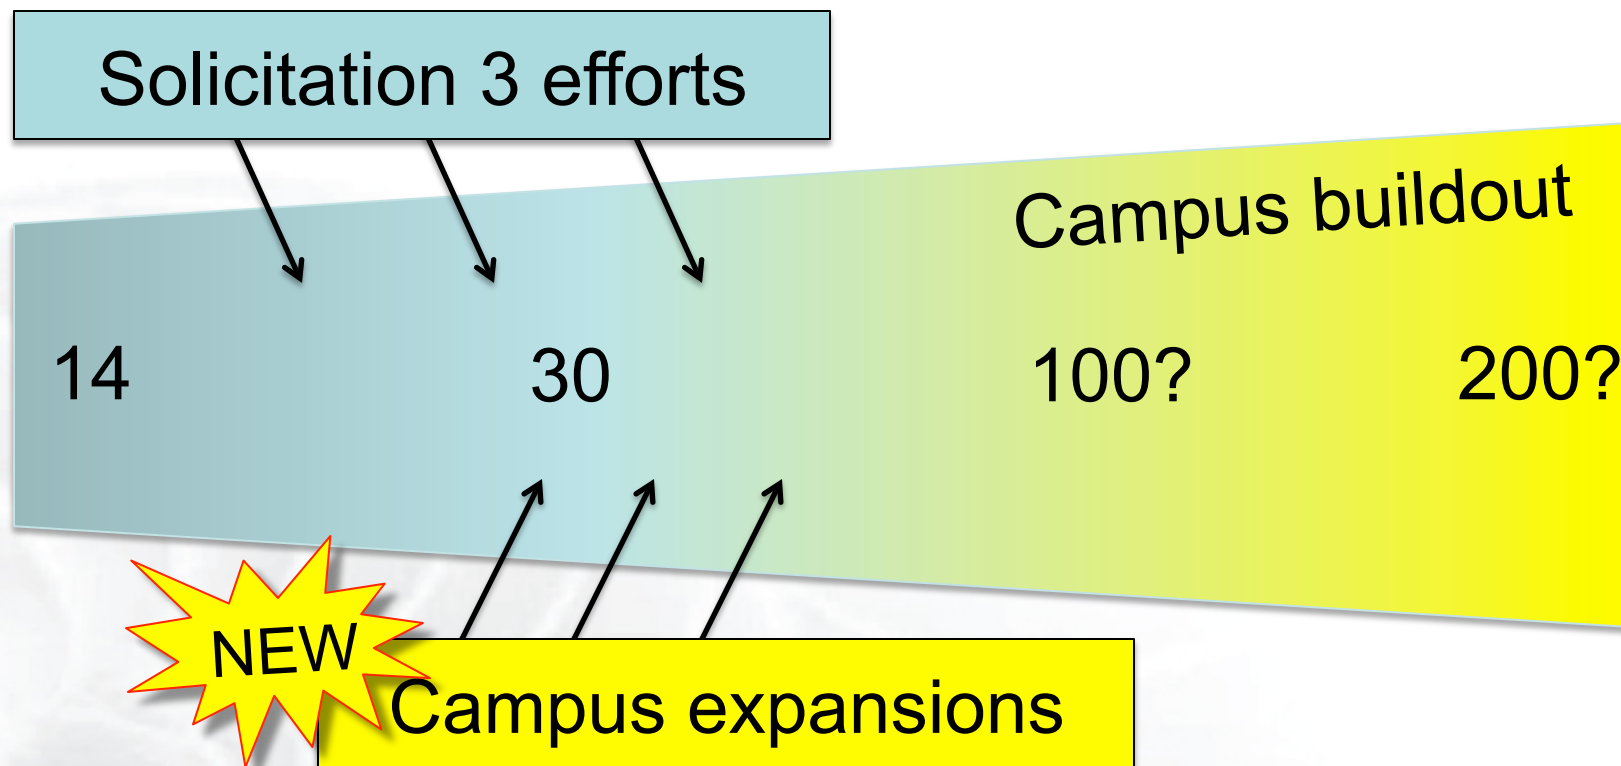 Solicitation 3 efforts
Campus buildout
14 30 100? 200?
NEW
Campus expansions